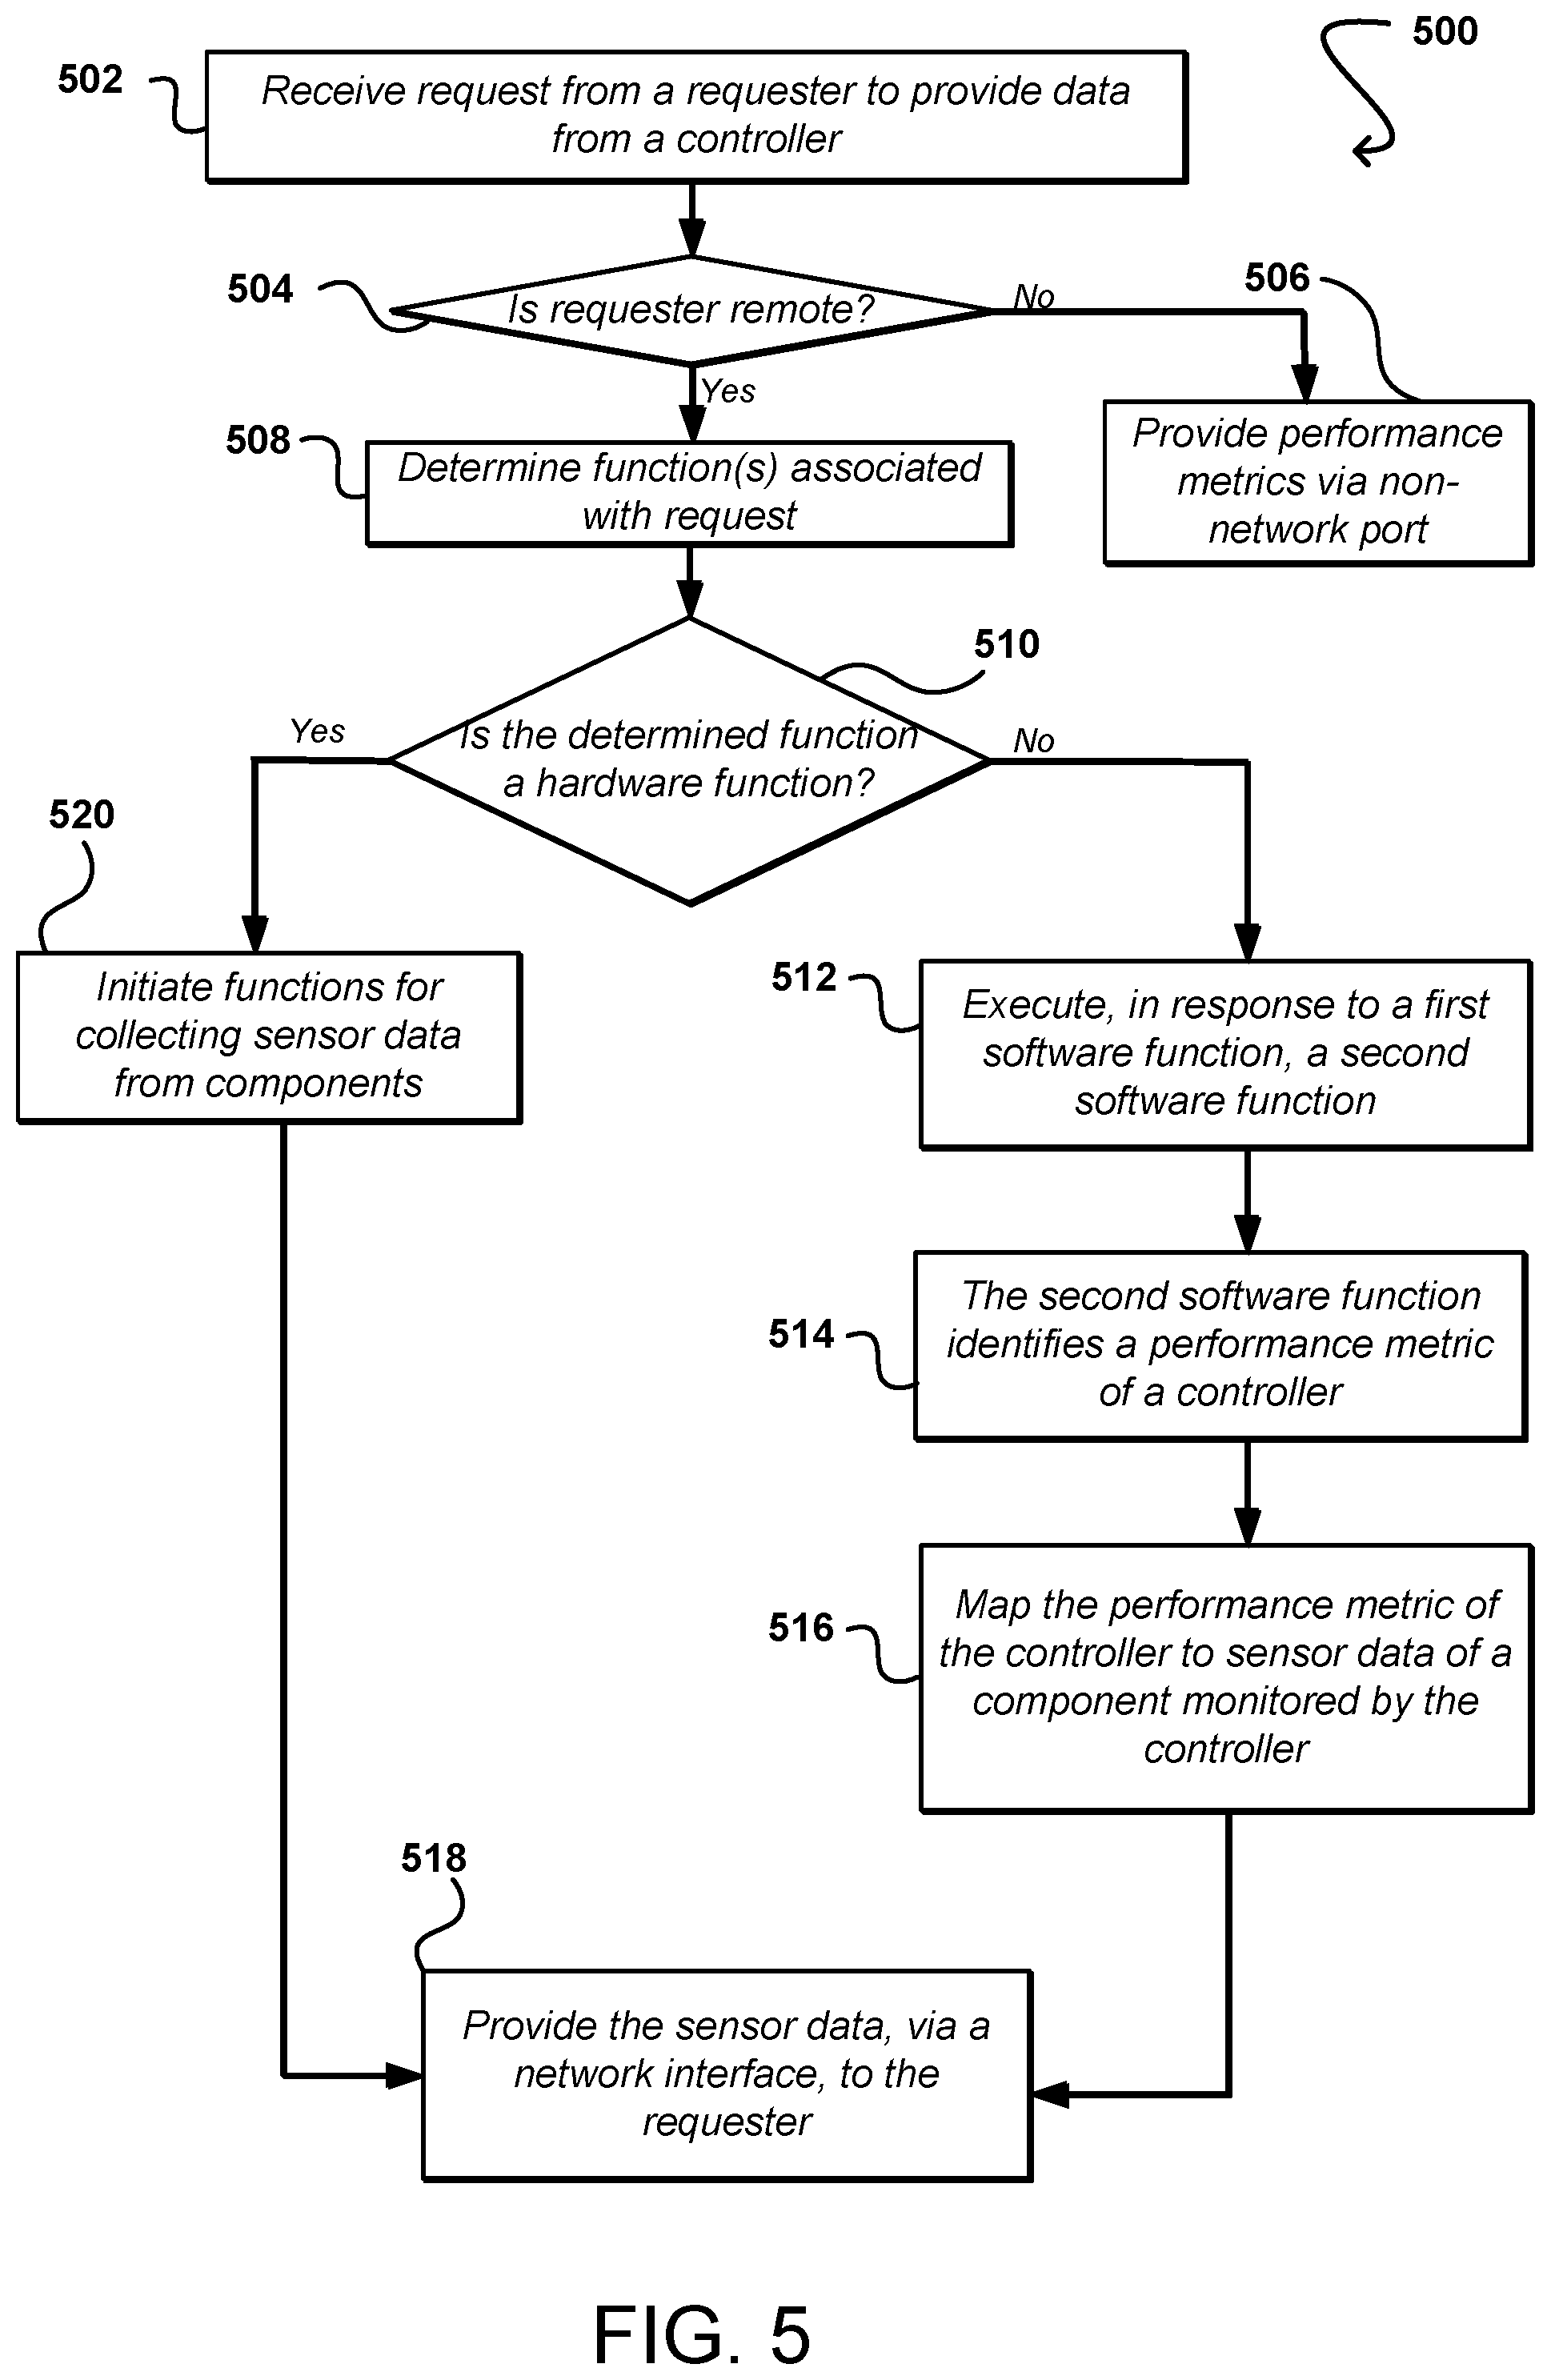 500
502
Receive request from a requester to provide data
from a controller
504
Is requester remote?
No
506
Yes
Provide performance
metrics via non-
network port
508
Determine function(s) associated
with request
510
Is the determined function
a hardware function?
Yes
No
520
Initiate functions for
collecting sensor data
from components
512
Execute, in response to a first
software function, a second
software function
514
The second software function
identifies a performance metric
of a controller
516
Map the performance metric of
the controller to sensor data of a
component monitored by the
controller
518
Provide the sensor data, via a
network interface, to the
requester
FIG. 5